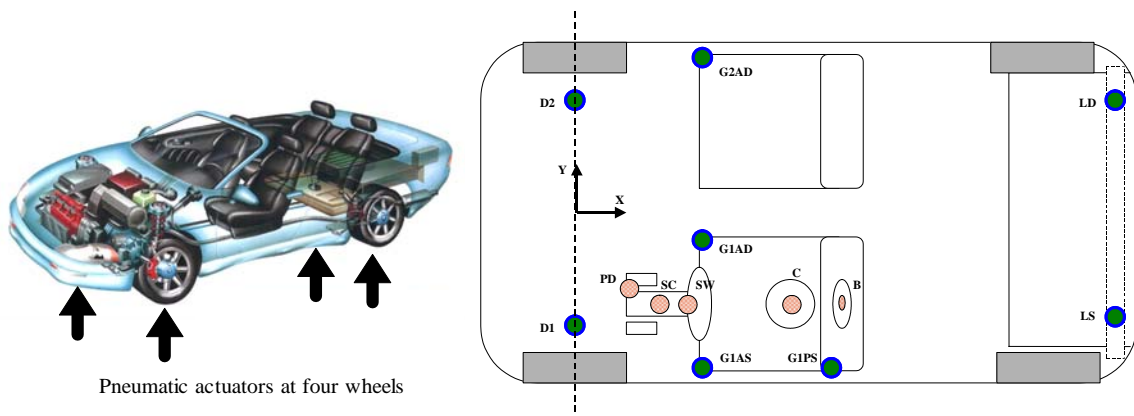 G2AD
D2
LD
Y
X
G1AD
PD
SC
SW
C
B
D1
LS
G1AS
G1PS
Pneumatic actuators at four wheels